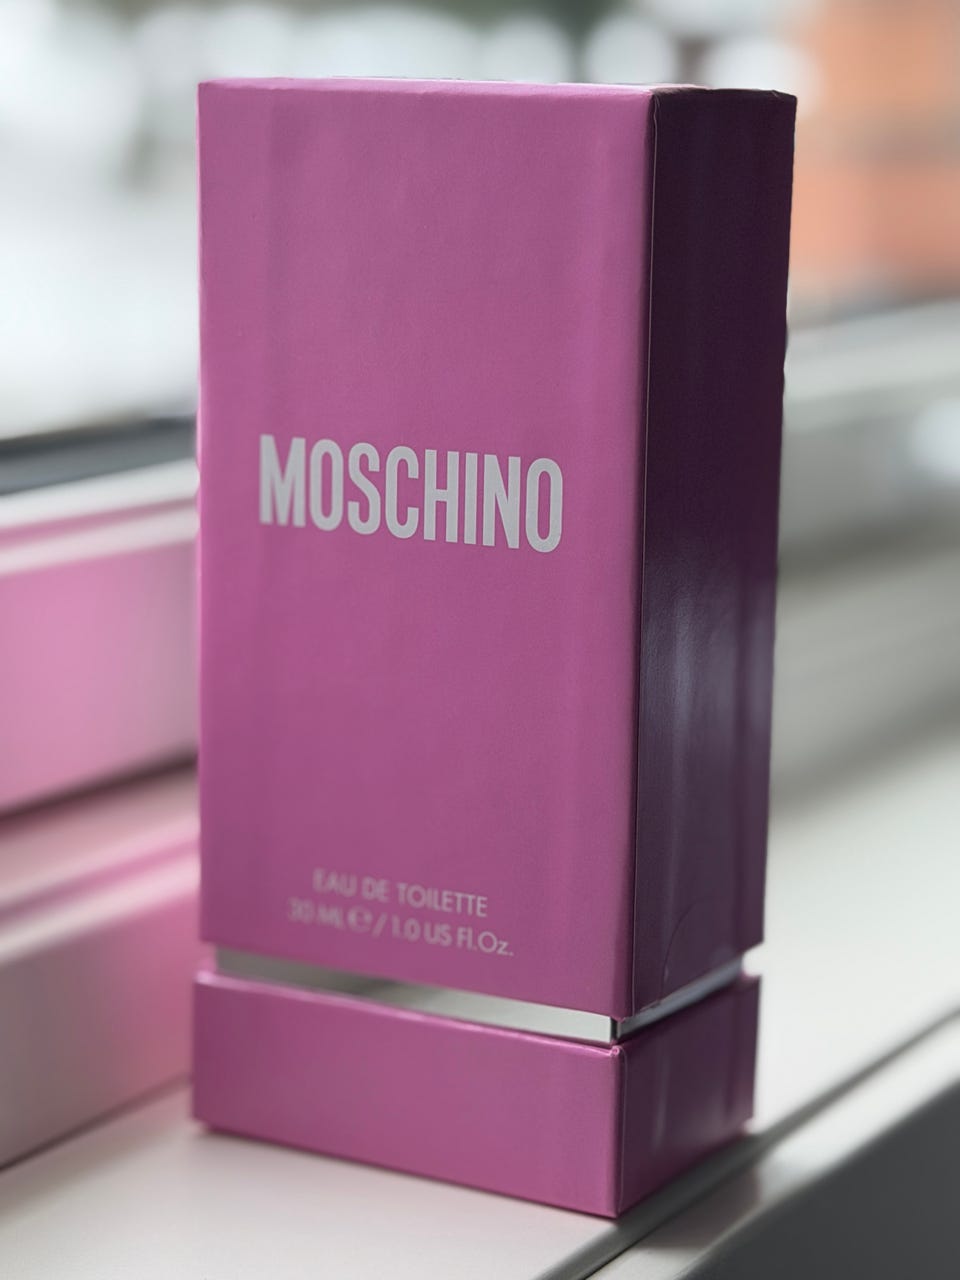 MOSCHINO
EAU DE TOILETTE
30 ML ℮ / 1.0 US Fl.Oz.